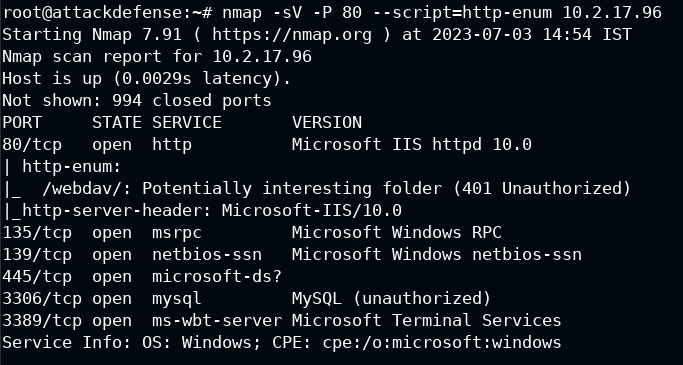 root@attackdefense:~# nmap -sV -P 80 --script=http-enum 10.2.17.96
Starting Nmap 7.91 ( https://nmap.org ) at 2023-07-03 14:54 IST
Nmap scan report for 10.2.17.96
Host is up (0.0029s latency).
Not shown: 994 closed ports
PORT     STATE SERVICE       VERSION
80/tcp   open  http          Microsoft IIS httpd 10.0
| http-enum:
|_  /webdav/: Potentially interesting folder (401 Unauthorized)
|_http-server-header: Microsoft-IIS/10.0
135/tcp  open  msrpc         Microsoft Windows RPC
139/tcp  open  netbios-ssn   Microsoft Windows netbios-ssn
445/tcp  open  microsoft-ds?
3306/tcp open  mysql         MySQL (unauthorized)
3389/tcp open  ms-wbt-server Microsoft Terminal Services
Service Info: OS: Windows; CPE: cpe:/o:microsoft:windows